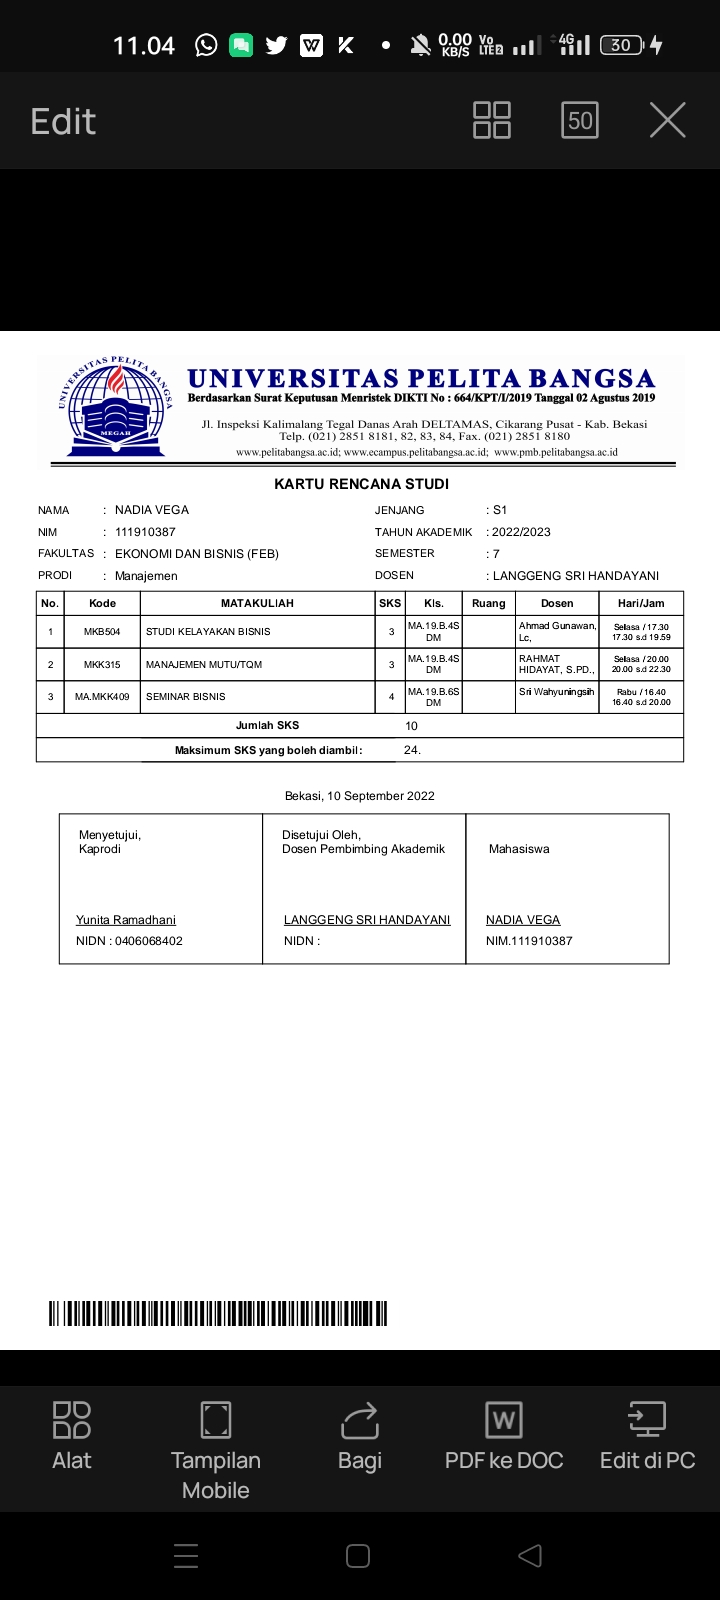 11.04 0.00 KB/S Vo LTE2 4G 30
Edit 50
UNIVERSITAS PELITA BANGSA
MEGAH
UNIVERSITAS PELITA BANGSA
Berdasarkan Surat Keputusan Menristek DIKTI No : 664/KPT/I/2019 Tanggal 02 Agustus 2019
Jl. Inspeksi Kalimalang Tegal Danas Arah DELTAMAS, Cikarang Pusat - Kab. Bekasi
Telp. (021) 2851 8181, 82, 83, 84, Fax. (021) 2851 8180
www.pelitabangsa.ac.id; www.ecampus.pelitabangsa.ac.id; www.pmb.pelitabangsa.ac.id
KARTU RENCANA STUDI
NAMA : NADIA VEGA JENJANG : S1
NIM : 111910387 TAHUN AKADEMIK : 2022/2023
FAKULTAS : EKONOMI DAN BISNIS (FEB) SEMESTER : 7
PRODI : Manajemen DOSEN : LANGGENG SRI HANDAYANI
No. Kode MATAKULIAH SKS Kls. Ruang Dosen Hari/Jam
1 MKB504 STUDI KELAYAKAN BISNIS 3 MA.19.B.4S DM Ahmad Gunawan, Lc, Selasa / 17.30 17.30 s.d 19.59
2 MKK315 MANAJEMEN MUTU/TQM 3 MA.19.B.4S DM RAHMAT HIDAYAT, S.PD., Selasa / 20.00 20.00 s.d 22.30
3 MA.MKK409 SEMINAR BISNIS 4 MA.19.B.6S DM Sri Wahyuningsih Rabu / 16.40 16.40 s.d 20.00
Jumlah SKS 10
Maksimum SKS yang boleh diambil : 24.
Bekasi, 10 September 2022
Menyetujui, Disetujui Oleh,
Kaprodi Dosen Pembimbing Akademik Mahasiswa
Yunita Ramadhani LANGGENG SRI HANDAYANI NADIA VEGA
NIDN : 0406068402 NIDN : NIM.111910387
Alat Tampilan Mobile Bagi PDF ke DOC Edit di PC